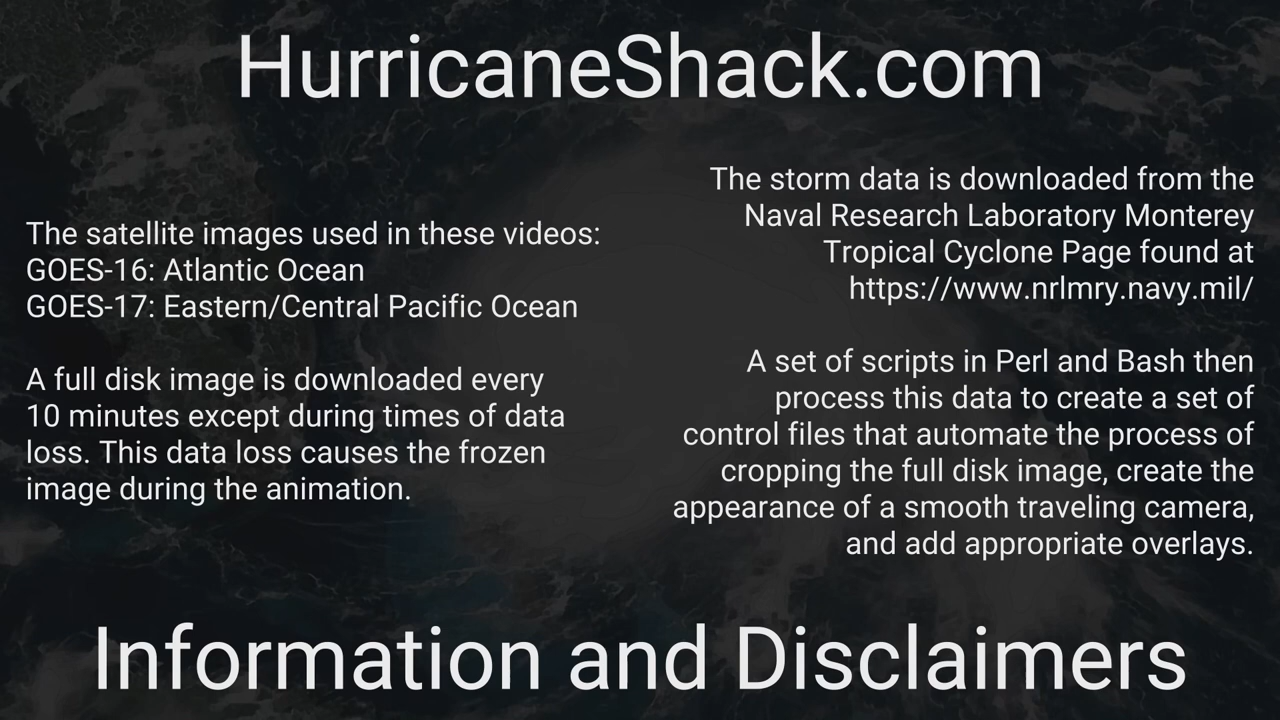 HurricaneShack.com
The satellite images used in these videos:
GOES-16: Atlantic Ocean
GOES-17: Eastern/Central Pacific Ocean
A full disk image is downloaded every
10 minutes except during times of data
loss. This data loss causes the frozen
image during the animation.
The storm data is downloaded from the
Naval Research Laboratory Monterey
Tropical Cyclone Page found at
https://www.nrlmry.navy.mil/
A set of scripts in Perl and Bash then
process this data to create a set of
control files that automate the process of
cropping the full disk image, create the
appearance of a smooth traveling camera,
and add appropriate overlays.
Information and Disclaimers